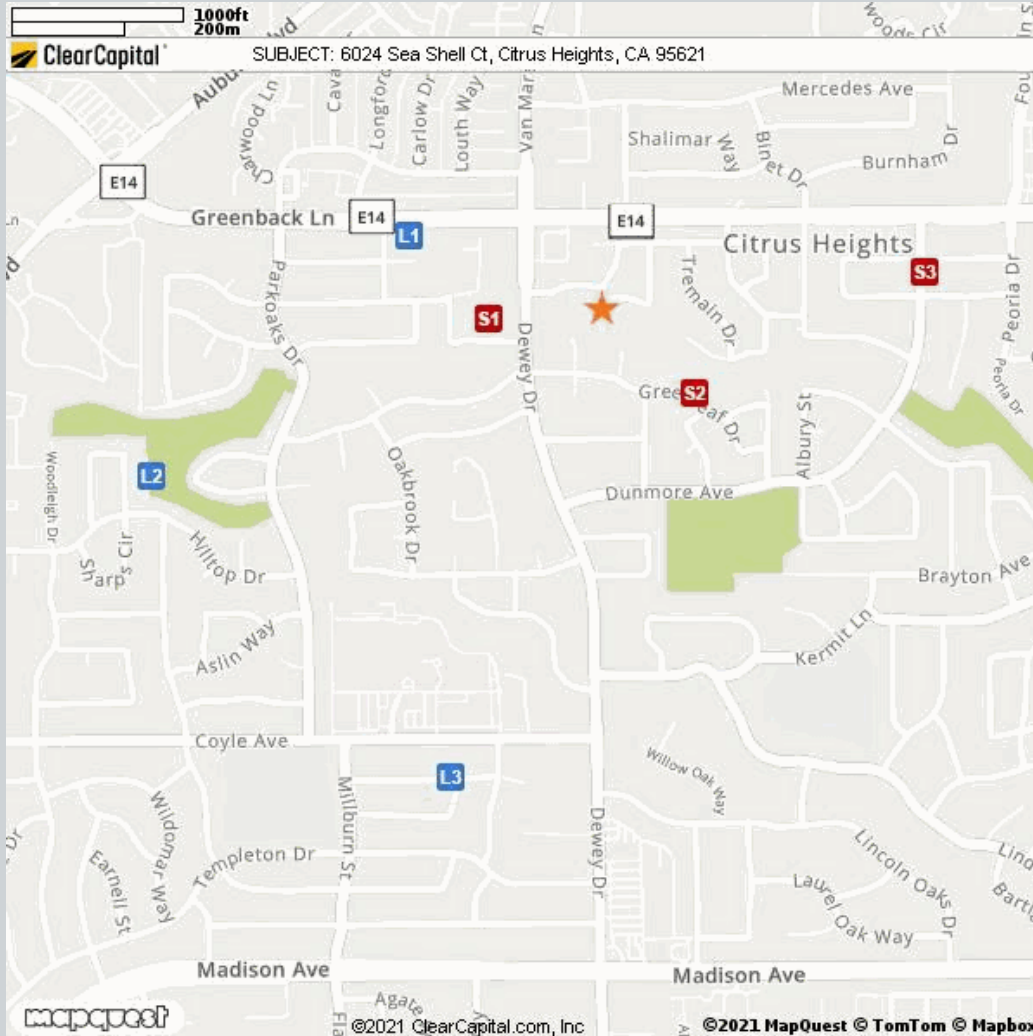 1000ft
200m
Woods Cir
ClearCapital
SUBJECT: 6024 Sea Shell Ct, Citrus Heights, CA 95621
Mercedes Ave
Charwood Ln
Longford
Carlow Dr
Louth Way
Shalimar Way
Binet Dr
Burnham Dr
E14
Greenback Ln
E14
L1
E14
Citrus Heights
S3
Parkoaks Dr
Tremain Dr
Peoria Dr
S1
Dewey Dr
Peoria Dr
S2
Albury St
L2
Woodleigh Dr
Oakbrook Dr
Dunmore Ave
Sharps Cir
Hilltop Dr
Brayton Ave
Aslin Way
Kermit Ln
Coyle Ave
L3
Willow Oak Way
Millburn St
Wildomar Way
Dewey Dr
Earnell St
Templeton Dr
Lincoln Oaks Dr
Laurel Oak Way
Madison Ave
Madison Ave
mapquest
©2021 ClearCapital.com, Inc
©2021 MapQuest © TomTom © Mapbo